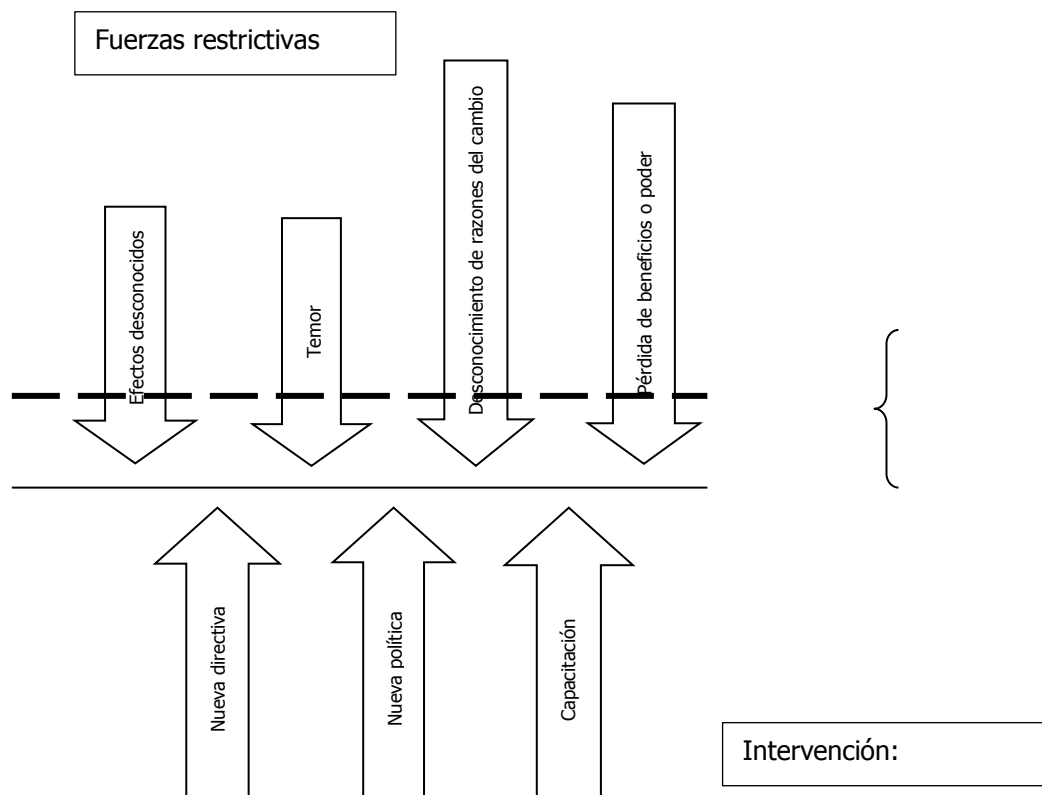 Fuerzas restrictivas
Efectos desconocidos
Temor
Desconocimiento de razones del cambio
Pérdida de beneficios o poder
Nueva directiva
Nueva política
Capacitación
Intervención: